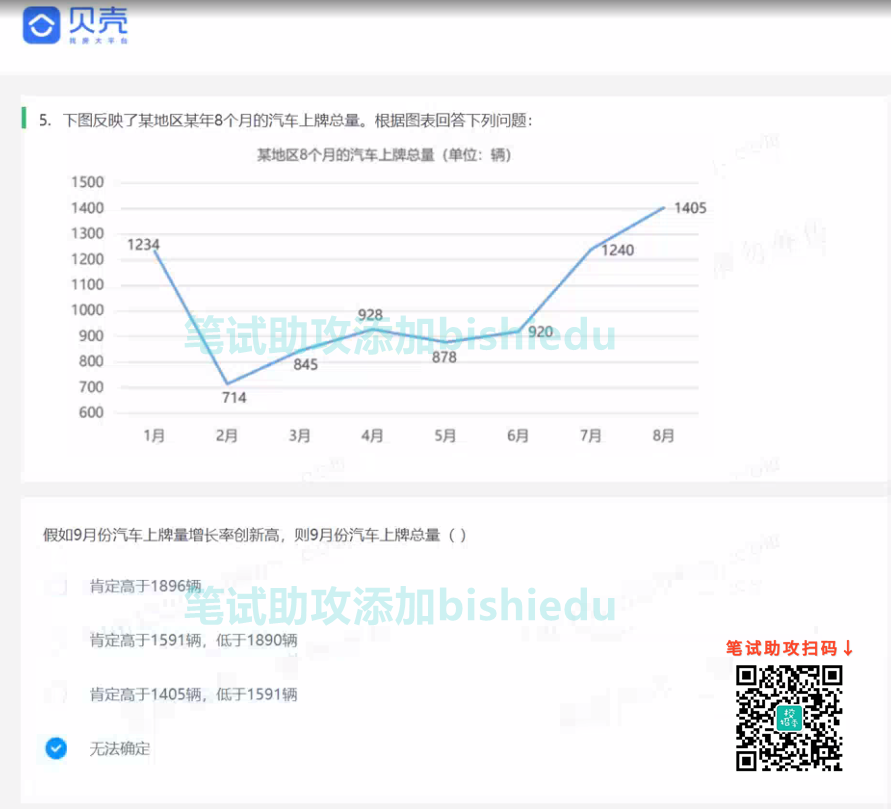 贝壳
找房大平台
5. 下图反映了某地区某年8个月的汽车上牌总量。根据图表回答下列问题：
某地区8个月的汽车上牌总量（单位：辆）
1500
1400
1300
1200
1100
1000
900
800
700
600
1234
714
845
928
878
920
1240
1405
1月 2月 3月 4月 5月 6月 7月 8月
笔试助攻添加bishiedu
假如9月份汽车上牌量增长率创新高，则9月份汽车上牌总量（ ）
肯定高于1896辆
笔试助攻添加bishiedu
肯定高于1591辆，低于1890辆
笔试助攻扫码↓
肯定高于1405辆，低于1591辆
无法确定